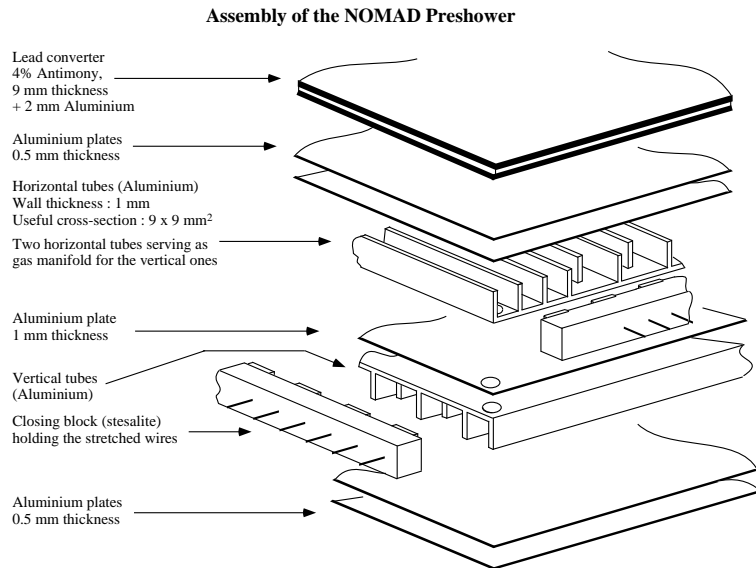 Assembly of the NOMAD Preshower
Lead converter
4% Antimony,
9 mm thickness
+ 2 mm Aluminium
Aluminium plates
0.5 mm thickness
Horizontal tubes (Aluminium)
Wall thickness : 1 mm
Useful cross-section : 9 x 9 mm²
Two horizontal tubes serving as
gas manifold for the vertical ones
Aluminium plate
1 mm thickness
Vertical tubes
(Aluminium)
Closing block (stesalite)
holding the stretched wires
Aluminium plates
0.5 mm thickness